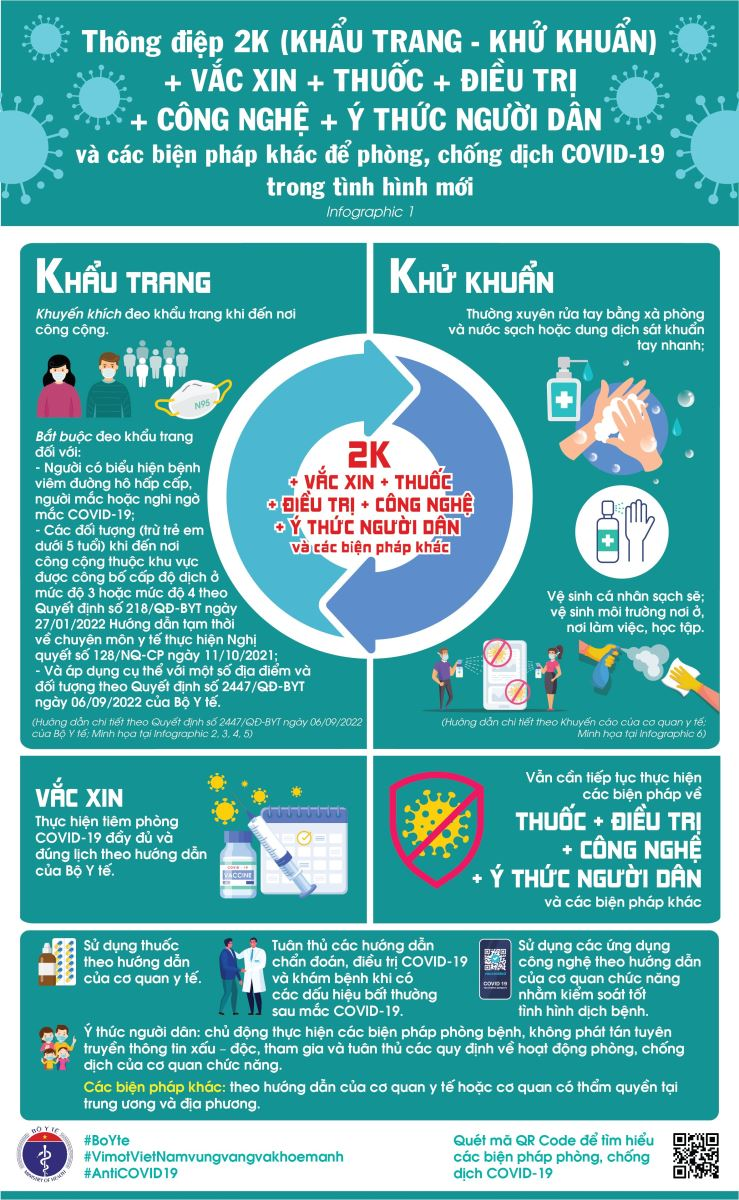 Thông điệp 2K (KHẨU TRANG - KHỬ KHUẨN)
+ VẮC XIN + THUỐC + ĐIỀU TRỊ
+ CÔNG NGHỆ + Ý THỨC NGƯỜI DÂN
và các biện pháp khác để phòng, chống dịch COVID-19
trong tình hình mới
Infographic 1
KHẨU TRANG
Khuyến khích đeo khẩu trang khi đến nơi
công cộng.
N95
Bắt buộc đeo khẩu trang
đối với:
- Người có biểu hiện bệnh
viêm đường hô hấp cấp,
người mắc hoặc nghi ngờ
mắc COVID-19;
- Các đối tượng (trừ trẻ em
dưới 5 tuổi) khi đến nơi
công cộng thuộc khu vực
được công bố cấp độ dịch ở
mức độ 3 hoặc mức độ 4 theo
Quyết định số 218/QĐ-BYT ngày
27/01/2022 Hướng dẫn tạm thời
về chuyên môn y tế thực hiện Nghị
quyết số 128/NQ-CP ngày 11/10/2021;
- Và áp dụng cụ thể với một số địa điểm và
đối tượng theo Quyết định số 2447/QĐ-BYT
ngày 06/09/2022 của Bộ Y tế.
(Hướng dẫn chi tiết theo Quyết định số 2447/QĐ-BYT ngày 06/09/2022
của Bộ Y tế; Minh họa tại Infographic 2, 3, 4, 5)
KHỬ KHUẨN
Thường xuyên rửa tay bằng xà phòng
và nước sạch hoặc dung dịch sát khuẩn
tay nhanh;
Vệ sinh cá nhân sạch sẽ;
vệ sinh môi trường nơi ở,
nơi làm việc, học tập.
(Hướng dẫn chi tiết theo Khuyến cáo của cơ quan y tế;
Minh họa tại Infographic 6)
2K
+ VẮC XIN + THUỐC
+ ĐIỀU TRỊ + CÔNG NGHỆ
+ Ý THỨC NGƯỜI DÂN
và các biện pháp khác
VẮC XIN
Thực hiện tiêm phòng
COVID-19 đầy đủ và
đúng lịch theo hướng dẫn
của Bộ Y tế.
COVID-19
VACCINE
Vẫn cần tiếp tục thực hiện
các biện pháp về
THUỐC + ĐIỀU TRỊ
+ CÔNG NGHỆ
+ Ý THỨC NGƯỜI DÂN
và các biện pháp khác
Sử dụng thuốc
theo hướng dẫn
của cơ quan y tế.
Tuân thủ các hướng dẫn
chẩn đoán, điều trị COVID-19
và khám bệnh khi có
các dấu hiệu bất thường
sau mắc COVID-19.
COVID 19
Sử dụng các ứng dụng
công nghệ theo hướng dẫn
của cơ quan chức năng
nhằm kiểm soát tốt
tình hình dịch bệnh.
Ý thức người dân: chủ động thực hiện các biện pháp phòng bệnh, không phát tán tuyên
truyền thông tin xấu – độc, tham gia và tuân thủ các quy định về hoạt động phòng, chống
dịch của cơ quan chức năng.
Các biện pháp khác: theo hướng dẫn của cơ quan y tế hoặc cơ quan có thẩm quyền tại
trung ương và địa phương.
BỘ Y TẾ
MINISTRY OF HEALTH
#BoYte
#VimotVietNamvungvangvakhoemanh
#AntiCOVID19
Quét mã QR Code để tìm hiểu
các biện pháp phòng, chống
dịch COVID-19